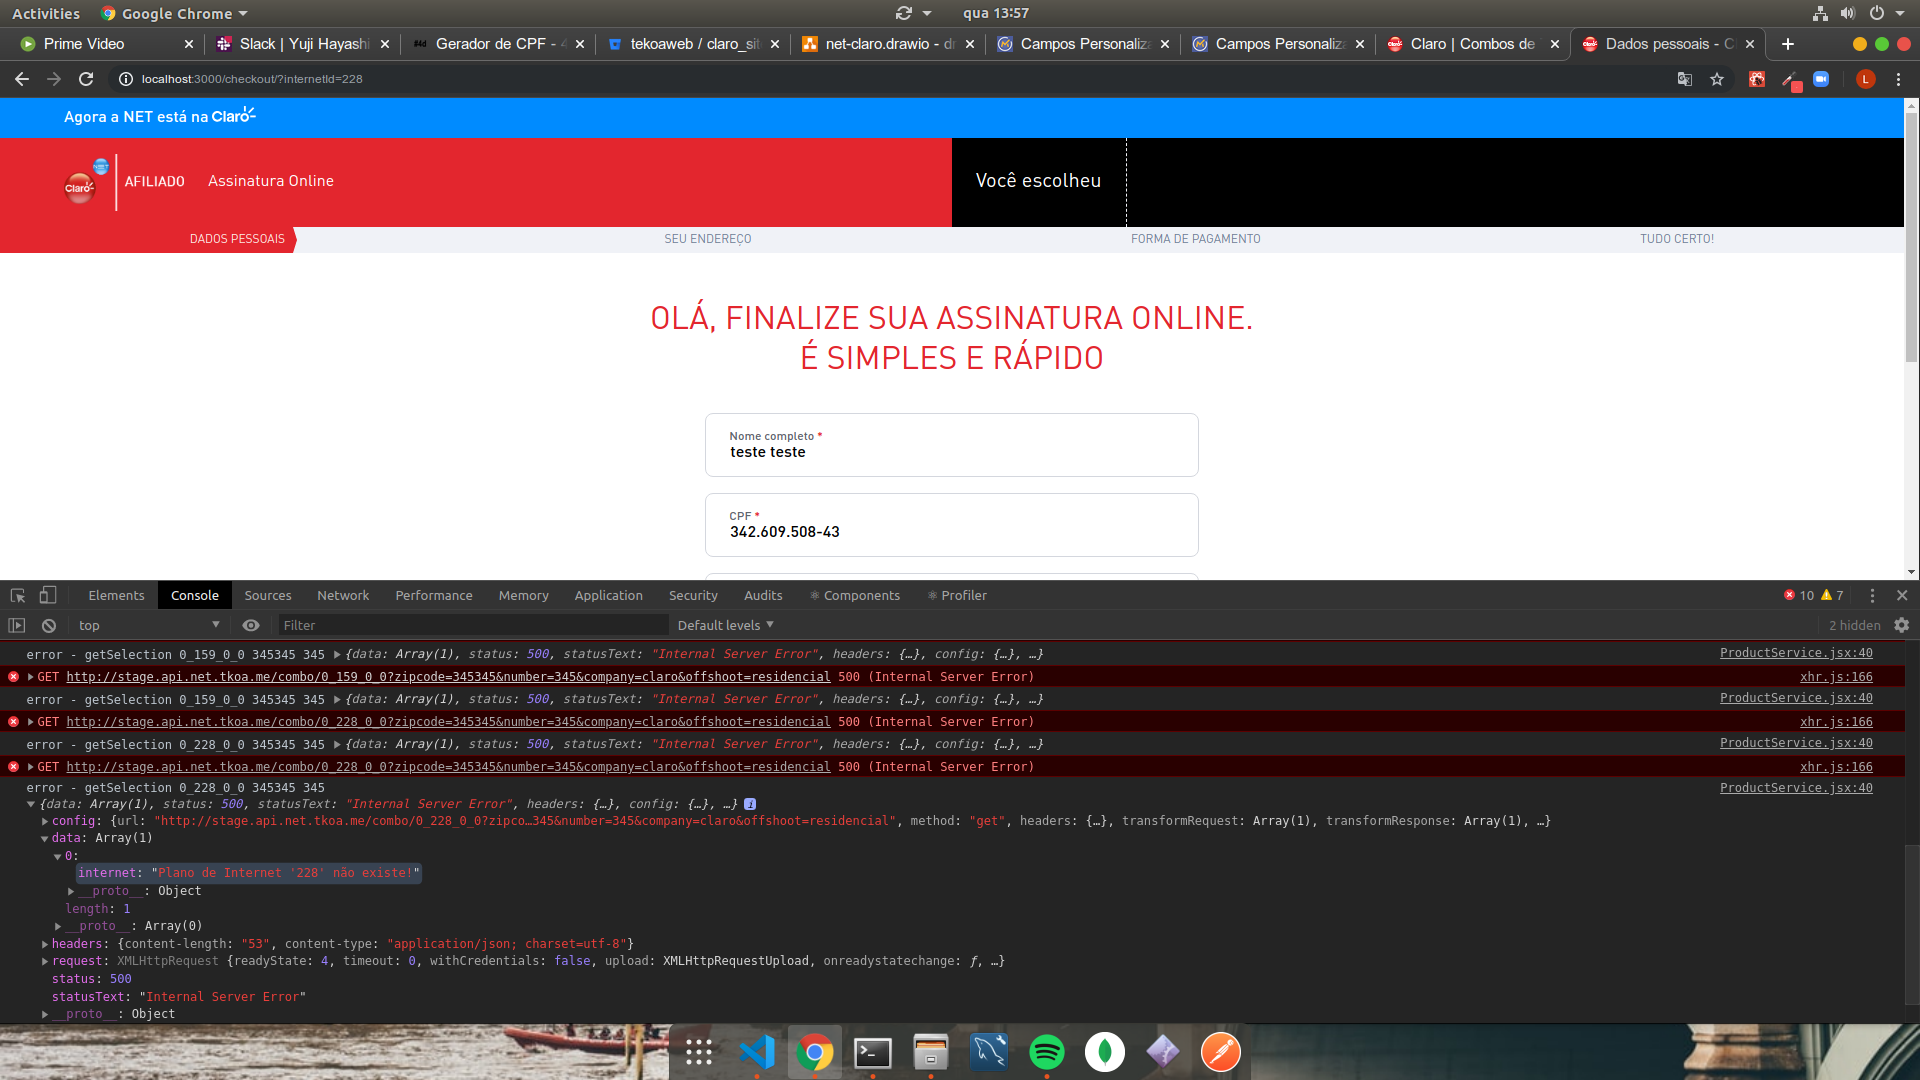 Activities Google Chrome qua 13:57
Prime Video Slack | Yuji Hayashi Gerador de CPF - 4 tekoaweb / claro_site net-claro.drawio - dr Campos Personaliza Campos Personaliza Claro | Combos de Dados pessoais - C
localhost:3000/checkout/?internetId=228 L
Agora a NET está na Claro
Claro AFILIADO Assinatura Online Você escolheu
DADOS PESSOAIS SEU ENDEREÇO FORMA DE PAGAMENTO TUDO CERTO!
OLÁ, FINALIZE SUA ASSINATURA ONLINE.
É SIMPLES E RÁPIDO
Nome completo *
teste teste
CPF *
342.609.508-43
Elements Console Sources Network Performance Memory Application Security Audits Components Profiler 10 7
top Filter Default levels 2 hidden
error - getSelection 0_159_0_0 345345 345 {data: Array(1), status: 500, statusText: "Internal Server Error", headers: {…}, config: {…}, …} ProductService.jsx:40
GET http://stage.api.net.tkoa.me/combo/0_159_0_0?zipcode=345345&number=345&company=claro&offshoot=residencial 500 (Internal Server Error) xhr.js:166
error - getSelection 0_159_0_0 345345 345 {data: Array(1), status: 500, statusText: "Internal Server Error", headers: {…}, config: {…}, …} ProductService.jsx:40
GET http://stage.api.net.tkoa.me/combo/0_228_0_0?zipcode=345345&number=345&company=claro&offshoot=residencial 500 (Internal Server Error) xhr.js:166
error - getSelection 0_228_0_0 345345 345 {data: Array(1), status: 500, statusText: "Internal Server Error", headers: {…}, config: {…}, …} ProductService.jsx:40
GET http://stage.api.net.tkoa.me/combo/0_228_0_0?zipcode=345345&number=345&company=claro&offshoot=residencial 500 (Internal Server Error) xhr.js:166
error - getSelection 0_228_0_0 345345 345 ProductService.jsx:40
{data: Array(1), status: 500, statusText: "Internal Server Error", headers: {…}, config: {…}, …}
config: {url: "http://stage.api.net.tkoa.me/combo/0_228_0_0?zipco…345&number=345&company=claro&offshoot=residencial", method: "get", headers: {…}, transformRequest: Array(1), transformResponse: Array(1), …}
data: Array(1)
0:
internet: "Plano de Internet '228' não existe!"
__proto__: Object
length: 1
__proto__: Array(0)
headers: {content-length: "53", content-type: "application/json; charset=utf-8"}
request: XMLHttpRequest {readyState: 4, timeout: 0, withCredentials: false, upload: XMLHttpRequestUpload, onreadystatechange: ƒ, …}
status: 500
statusText: "Internal Server Error"
__proto__: Object